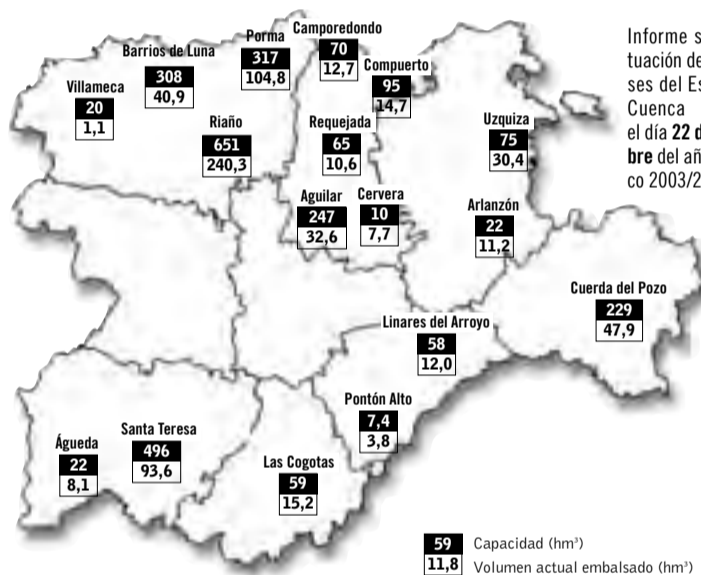 Camporedondo
70
12,7
Porma
317
104,8
Barrios de Luna
308
40,9
Compuerto
95
14,7
Villameca
20
1,1
Riaño
651
240,3
Requejada
65
10,6
Uzquiza
75
30,4
Aguilar
247
32,6
Cervera
10
7,7
Arlanzón
22
11,2
Cuerda del Pozo
229
47,9
Linares del Arroyo
58
12,0
Pontón Alto
7,4
3,8
Santa Teresa
496
93,6
Águeda
22
8,1
Las Cogotas
59
15,2
Informe s
tuación de
ses del Es
Cuenca
el día 22 d
bre del añ
co 2003/2
59 Capacidad (hm³)
11,8 Volumen actual embalsado (hm³)